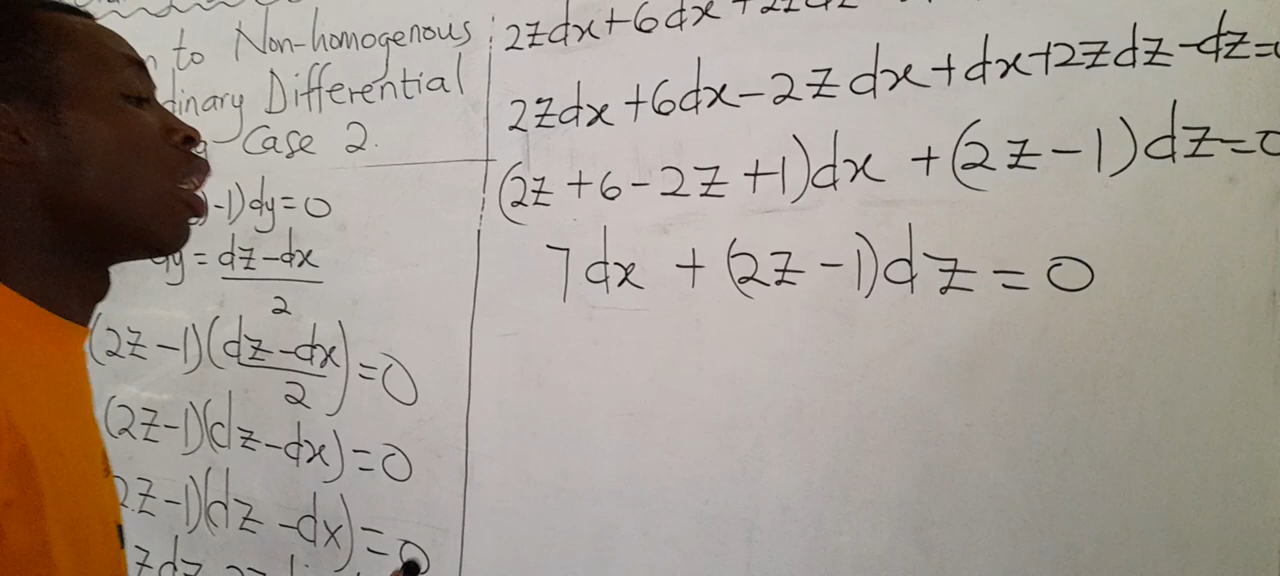 to Non-homogenous
Differential
Case 2.
-1)dy=0
= dz-dx
2
(2z-1)(dz-dx)=0
2
(2z-1)(dz-dx)=0
2z-1)(dz-dx)=0
2zdx+6dx
2zdx+6dx-2zdx+dx+2zdz-dz=
(2z+6-2z+1)dx+(2z-1)dz=0
7dx+(2z-1)dz=0